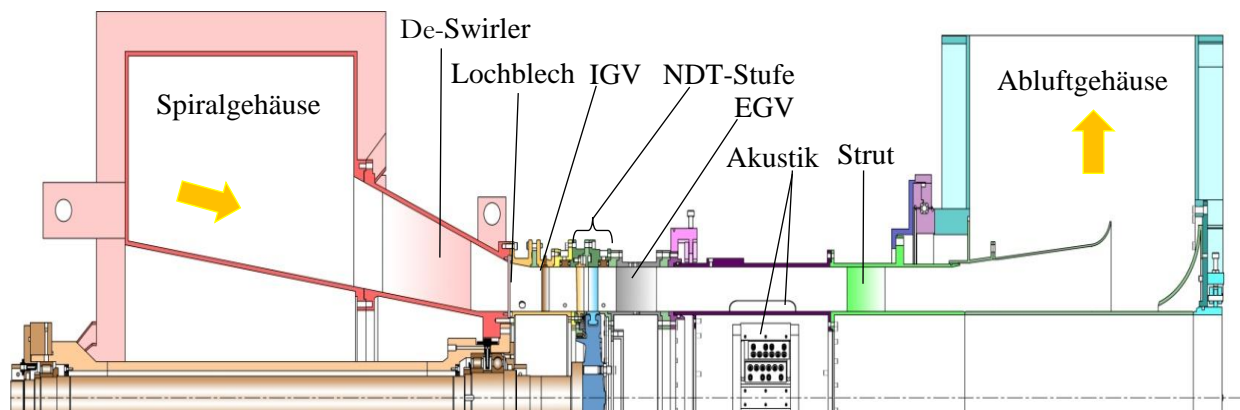 De-Swirler
Lochblech IGV NDT-Stufe
Spiralgehäuse
EGV
Abluftgehäuse
Akustik Strut